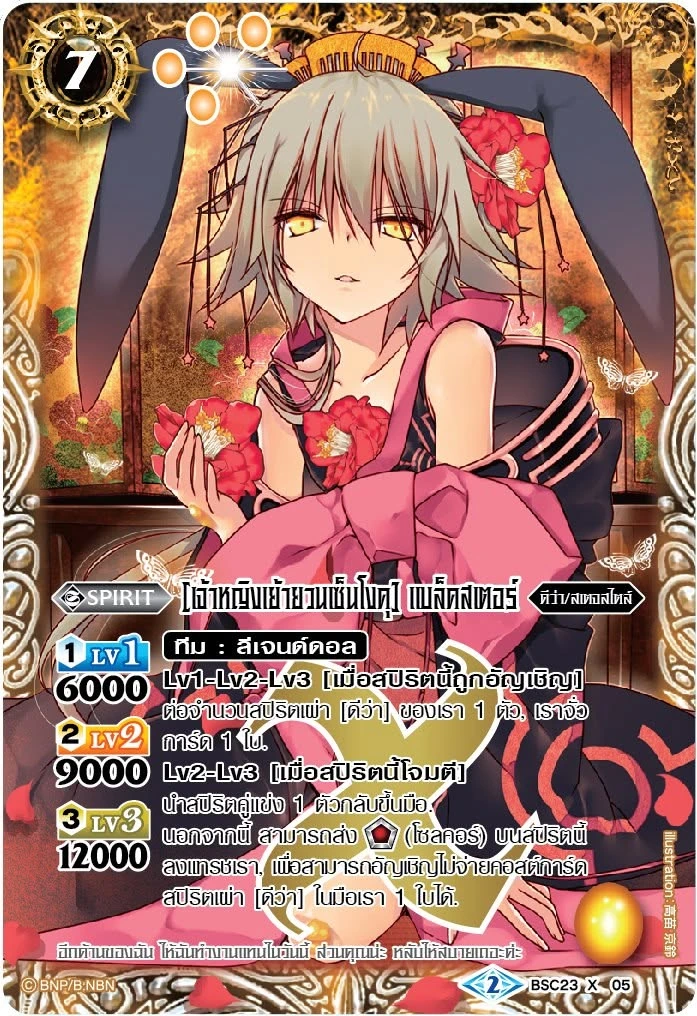 7
SPIRIT
[เจ้าหญิงเย้ายวนเซ็นโงคุ] แบล็คสเตอร์
ดีว่า/สเตอสไตล์
1 LV1
6000
2 LV2
9000
3 LV3
12000
ทีม : ลีเจนด์ดอล
Lv1-Lv2-Lv3 [เมื่อสปิริตนี้ถูกอัญเชิญ]
ต่อจำนวนสปิริตเผ่า [ดีว่า] ของเรา 1 ตัว, เราจั่ว
การ์ด 1 ใบ.
Lv2-Lv3 [เมื่อสปิริตนี้โจมตี]
นำสปิริตคู่แข่ง 1 ตัวกลับขึ้นมือ.
นอกจากนี้ สามารถส่ง (โซลคอร์) บนสปิริตนี้
ลงแทรชเรา, เพื่อสามารถอัญเชิญไม่จ่ายคอสต์การ์ด
สปิริตเผ่า [ดีว่า] ในมือเรา 1 ใบได้.
อีกด้านของฉัน ให้ฉันทำงานแทนในวันนี้ ส่วนคุณน่ะ หลับให้สบายเถอะค่ะ
illustration : 高苗 京鈴
©BNP/B;NBN
2
BSC23 X 05